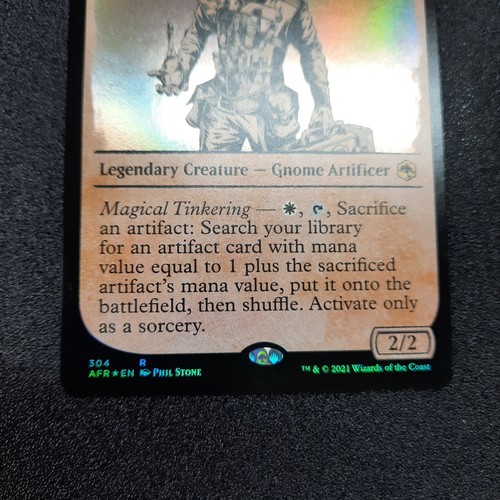 Legendary Creature — Gnome Artificer
Magical Tinkering — , , Sacrifice
an artifact: Search your library
for an artifact card with mana
value equal to 1 plus the sacrificed
artifact's mana value, put it onto the
battlefield, then shuffle. Activate only
as a sorcery.
2/2
304 R
AFR★EN Phil Stone
™ & © 2021 Wizards of the Coast